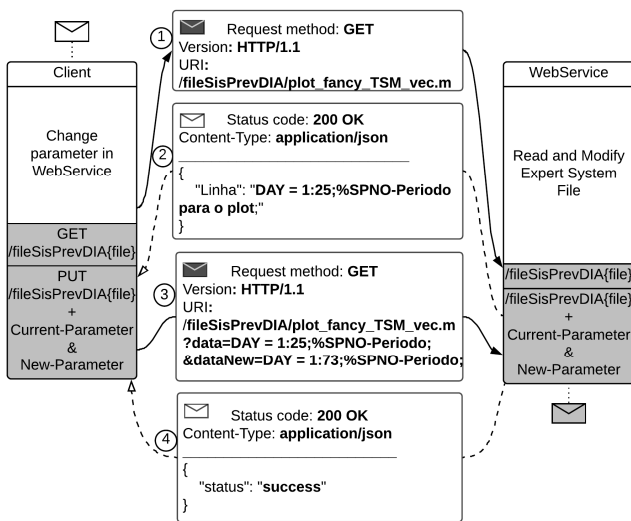 1
Request method: GET
Version: HTTP/1.1
URI:
/fileSisPrevDIA/plot_fancy_TSM_vec.m
Client
Change
parameter in
WebService
GET
/fileSisPrevDIA{file}
PUT
/fileSisPrevDIA{file}
+
Current-Parameter
&
New-Parameter
2
Status code: 200 OK
Content-Type: application/json
{
"Linha": "DAY = 1:25;%SPNO-Periodo
para o plot;"
}
3
Request method: GET
Version: HTTP/1.1
URI:
/fileSisPrevDIA/plot_fancy_TSM_vec.m
?data=DAY = 1:25;%SPNO-Periodo;
&dataNew=DAY = 1:73;%SPNO-Periodo;
4
Status code: 200 OK
Content-Type: application/json
{
"status": "success"
}
WebService
Read and Modify
Expert System
File
/fileSisPrevDIA{file}
/fileSisPrevDIA{file}
+
Current-Parameter
&
New-Parameter